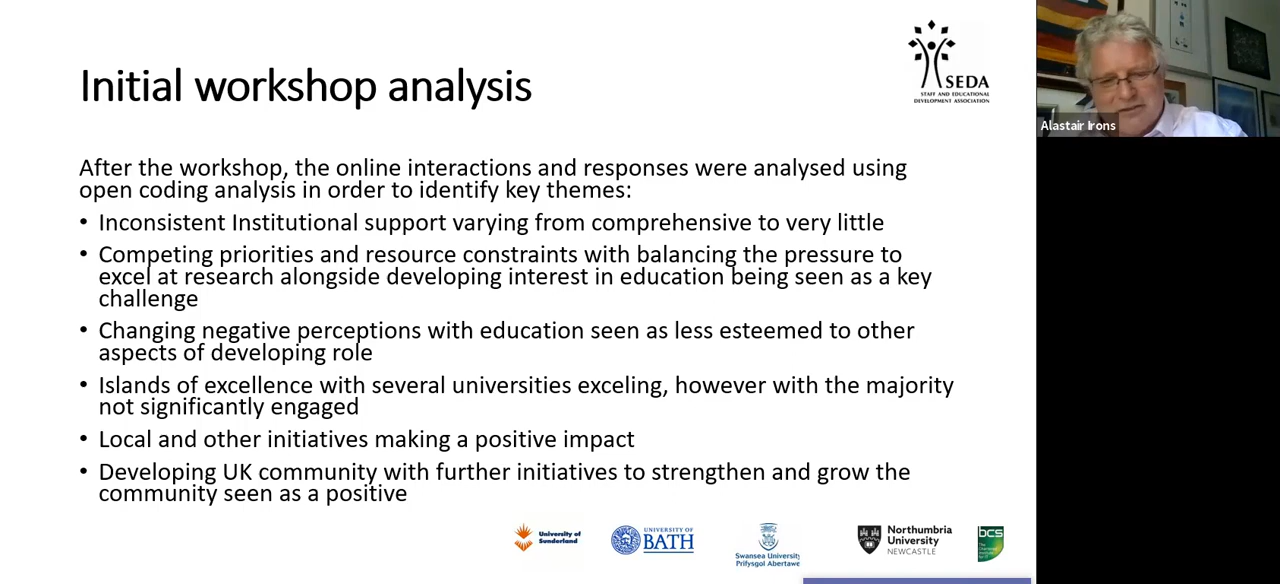 Initial workshop analysis
SEDA
STAFF AND EDUCATIONAL
DEVELOPMENT ASSOCIATION
Alastair Irons
After the workshop, the online interactions and responses were analysed using
open coding analysis in order to identify key themes:
• Inconsistent Institutional support varying from comprehensive to very little
• Competing priorities and resource constraints with balancing the pressure to
excel at research alongside developing interest in education being seen as a key
challenge
• Changing negative perceptions with education seen as less esteemed to other
aspects of developing role
• Islands of excellence with several universities exceling, however with the majority
not significantly engaged
• Local and other initiatives making a positive impact
• Developing UK community with further initiatives to strengthen and grow the
community seen as a positive
University of
Sunderland
UNIVERSITY OF
BATH
Swansea University
Prifysgol Abertawe
Northumbria
University
NEWCASTLE
bcs